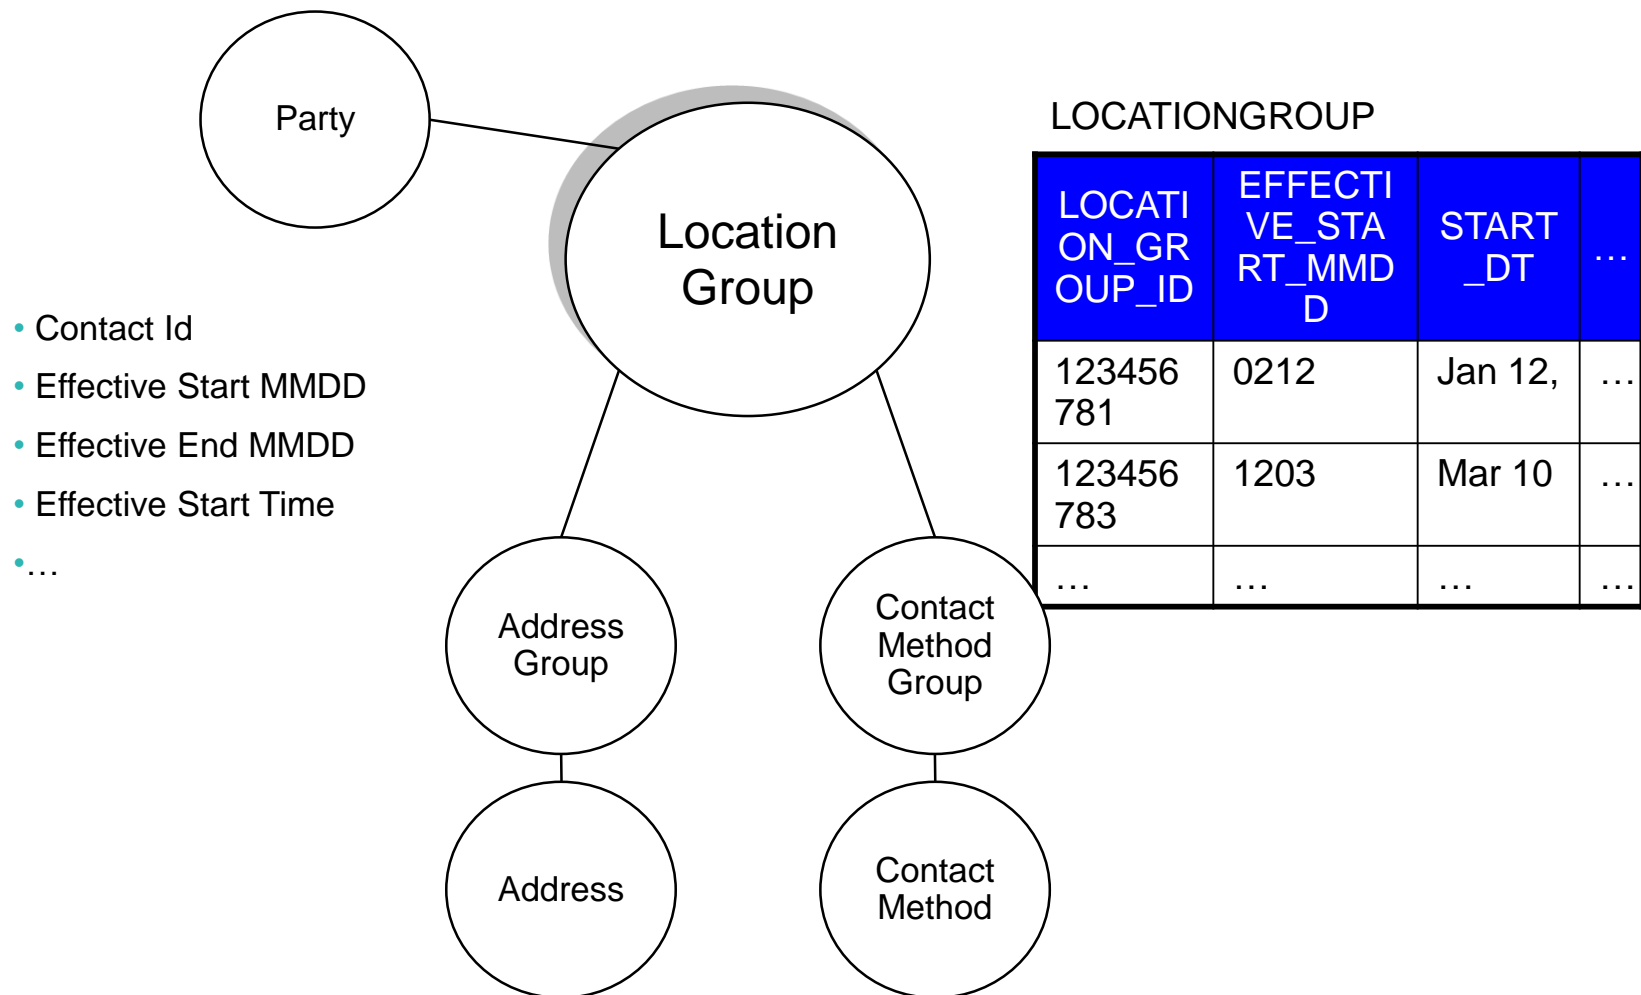 Party
Location
Group
• Contact Id
• Effective Start MMDD
• Effective End MMDD
• Effective Start Time
•…
Address
Group
Contact
Method
Group
Address
Contact
Method
LOCATIONGROUP
LOCATI
ON_GR
OUP_ID
EFFECTI
VE_STA
RT_MMD
D
START
_DT
…
123456
781
0212
Jan 12,
…
123456
783
1203
Mar 10
…
…
…
…
…